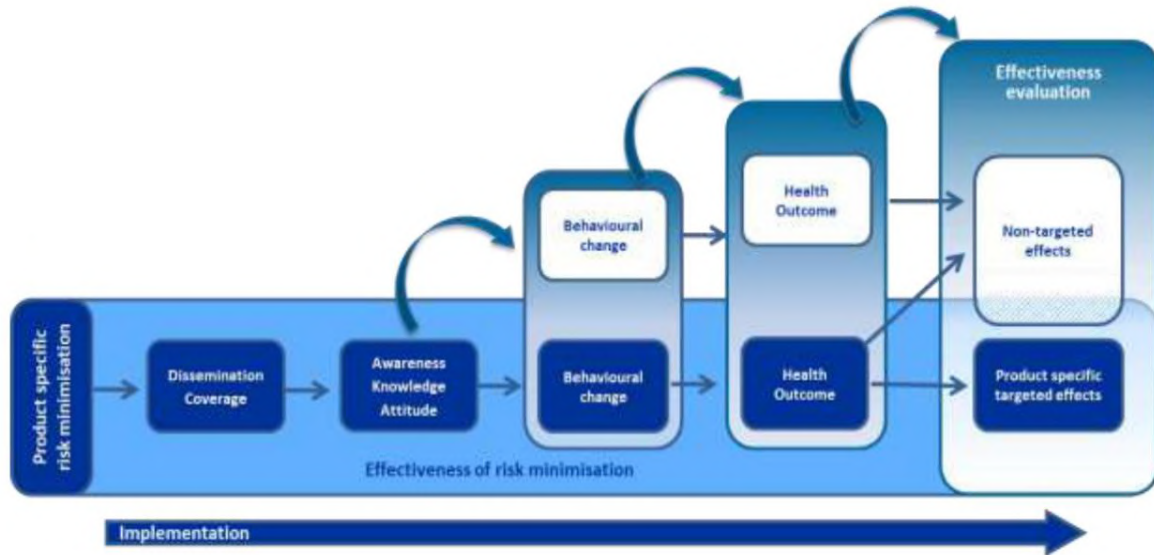 Effectiveness
evaluation
Health
Outcome
Behavioural
change
Non-targeted
effects
Product specific
risk minimisation
Dissemination
Coverage
Awareness
Knowledge
Attitude
Behavioural
change
Health
Outcome
Product specific
targeted effects
Effectiveness of risk minimisation
Implementation